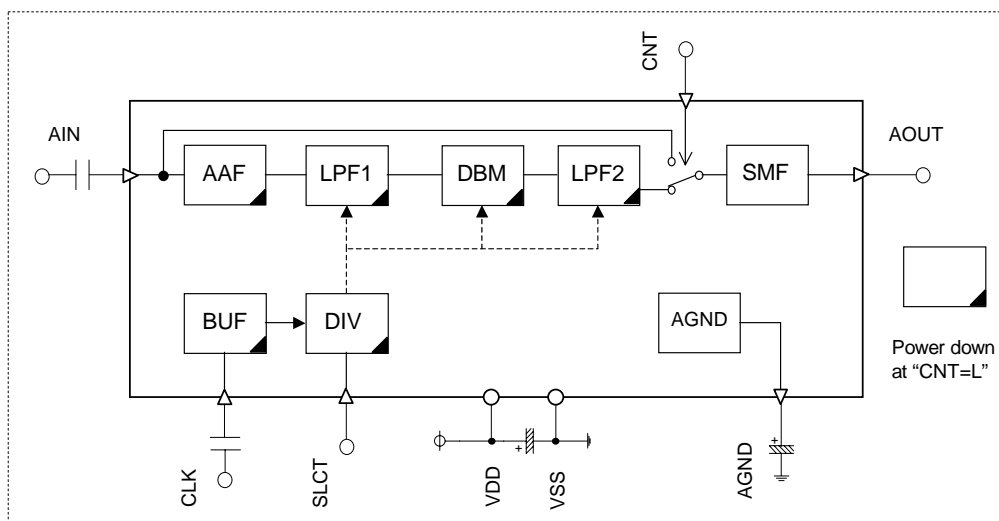 CNT
AIN
AOUT
AAF
LPF1
DBM
LPF2
SMF
BUF
DIV
AGND
Power down
at “CNT=L”
CLK
SLCT
+
VDD
VSS
+
AGND